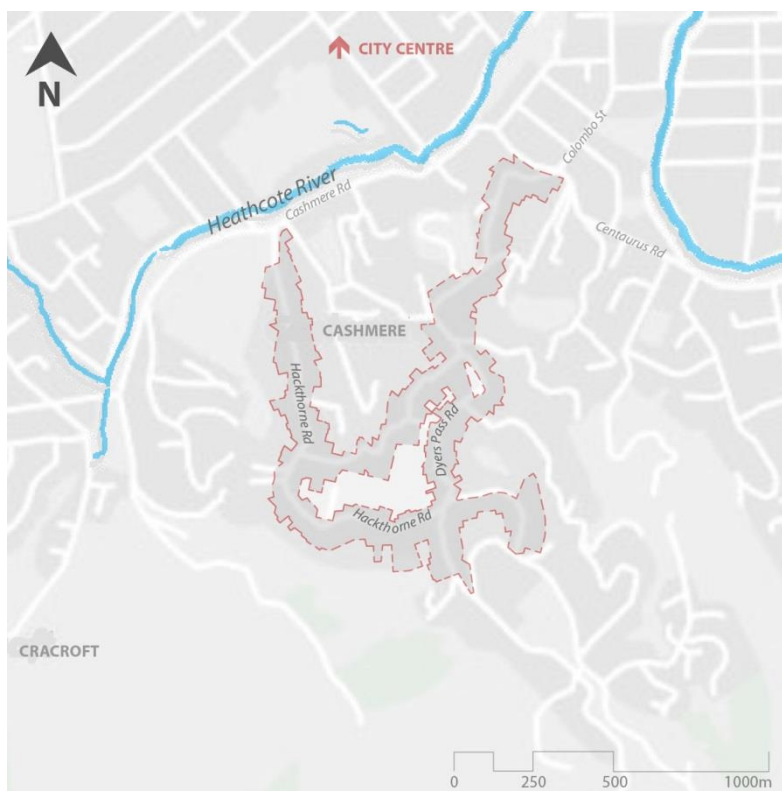 CITY CENTRE
N
Colombo St
Heathcote River
Cashmere Rd
Centaurus Rd
CASHMERE
Hackthorne Rd
Dyers Pass Rd
Hackthorne Rd
CRACROFT
0 250 500 1000m